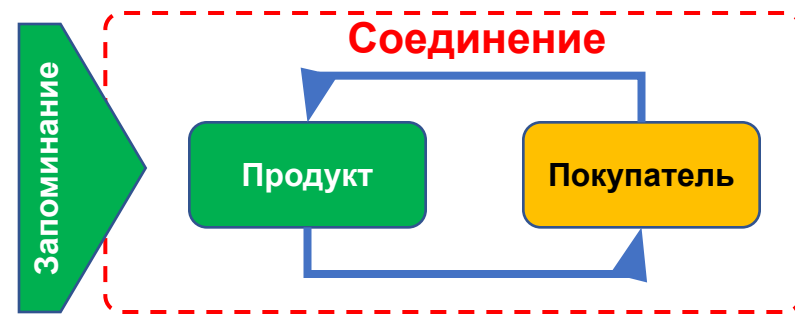 Соединение
Запоминание
Продукт
Покупатель